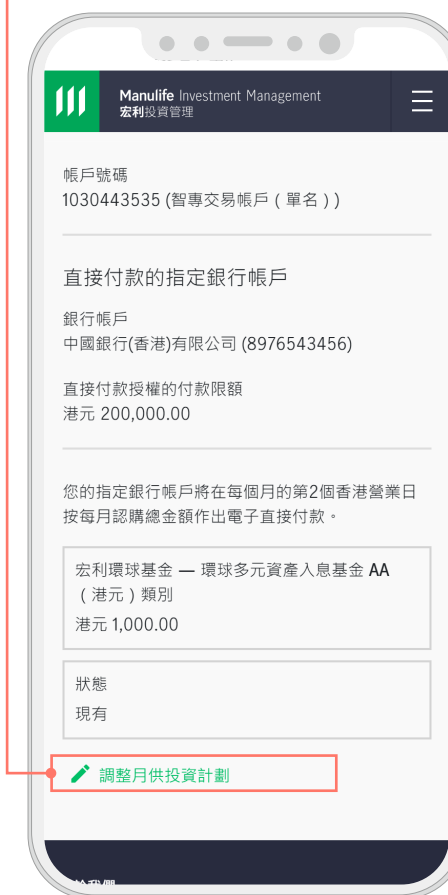 Manulife Investment Management
宏利投資管理
帳戶號碼
1030443535 (智專交易帳戶（單名）)
直接付款的指定銀行帳戶
銀行帳戶
中國銀行(香港)有限公司 (8976543456)
直接付款授權的付款限額
港元 200,000.00
您的指定銀行帳戶將在每個月的第2個香港營業日
按每月認購總金額作出電子直接付款。
宏利環球基金 — 環球多元資產入息基金 AA
（港元）類別
港元 1,000.00
狀態
現有
調整月供投資計劃